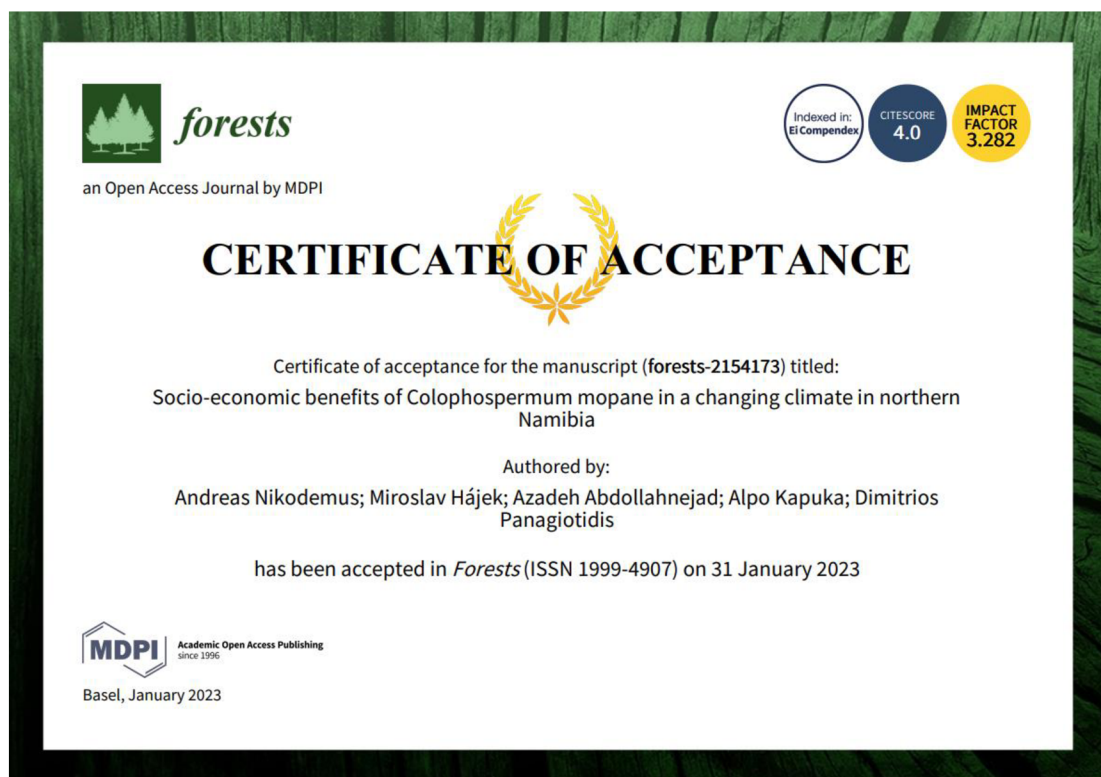 forests
an Open Access Journal by MDPI
Indexed in:
Ei Compendex
CITESCORE
4.0
IMPACT
FACTOR
3.282
CERTIFICATE OF ACCEPTANCE
Certificate of acceptance for the manuscript (forests-2154173) titled:
Socio-economic benefits of Colophospermum mopane in a changing climate in northern
Namibia
Authored by:
Andreas Nikodemus; Miroslav Hájek; Azadeh Abdollahnejad; Alpo Kapuka; Dimitrios
Panagiotidis
has been accepted in Forests (ISSN 1999-4907) on 31 January 2023
MDPI
Academic Open Access Publishing
since 1996
Basel, January 2023